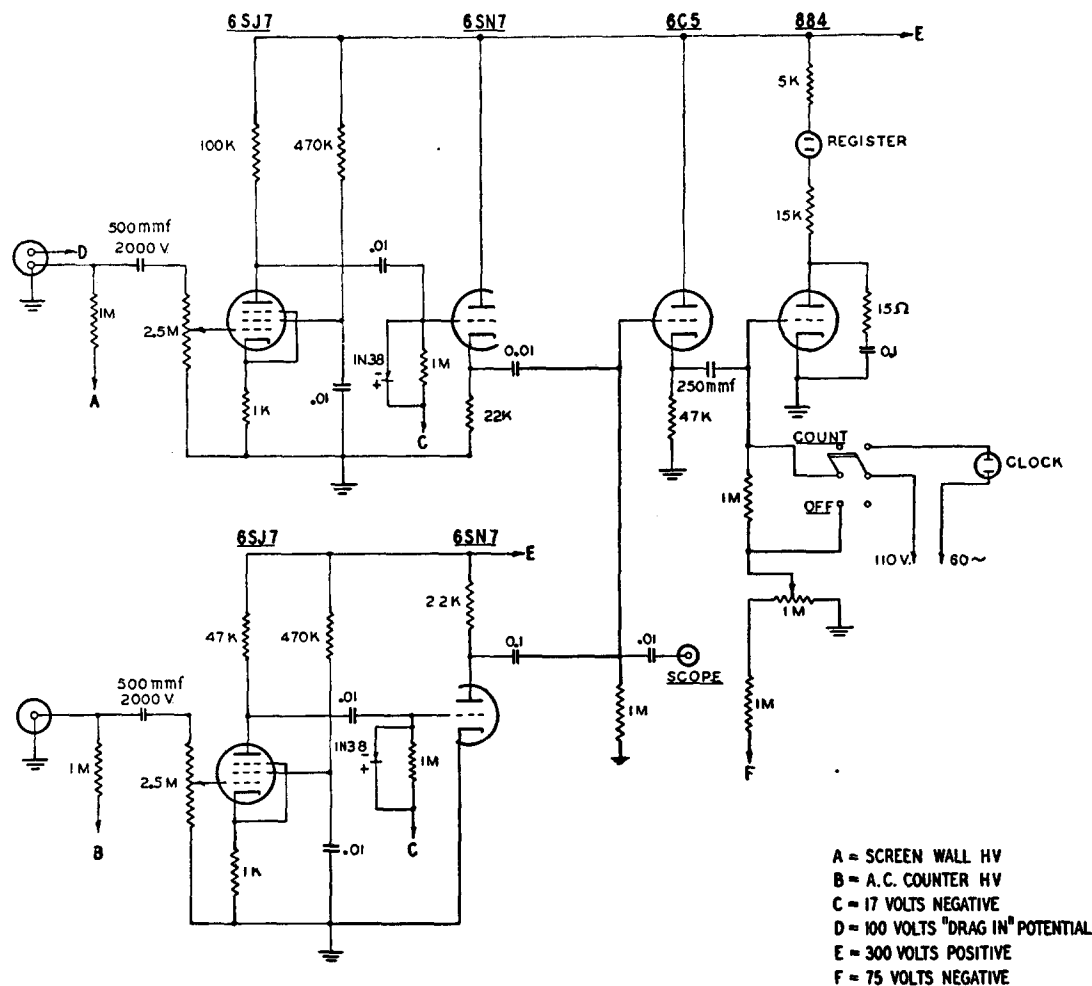 6SJ7
6SN7
6C5
884
E
5K
100K
470K
REGISTER
15K
500mmf
2000 V.
D
.01
1M
2.5M
15Ω
1N38
1M
0.01
0.1
.01
250mmf
A
1K
C
22K
47K
COUNT
CLOCK
1M
OFF
110 V.
60~
6SJ7
6SN7
E
22K
1M
47K
470K
0.1
.01
SCOPE
500mmf
2000 V.
.01
1M
1M
1N38
1M
1M
2.5M
F
B
.01
C
1K
A = SCREEN WALL HV
B = A.C. COUNTER HV
C = 17 VOLTS NEGATIVE
D = 100 VOLTS "DRAG IN" POTENTIAL
E = 300 VOLTS POSITIVE
F = 75 VOLTS NEGATIVE